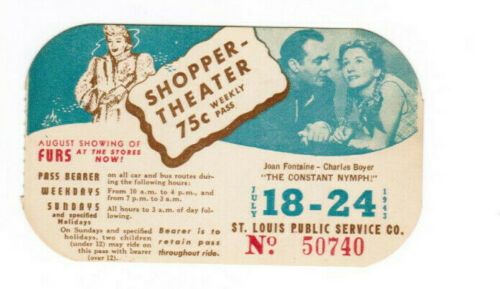 SHOPPER-
THEATER
75c WEEKLY
PASS
AUGUST SHOWING OF
FURS AT THE STORES
NOW!
PASS BEARER on all car and bus routes dur-
ing the following hours:
WEEKDAYS From 10 a.m. to 4 p.m., and
from 7 p.m. to 3 a.m.
SUNDAYS All hours to 3 a.m. of day fol-
and specified lowing.
Holidays
On Sundays and specified
holidays, two children
(under 12) may ride on
this pass with bearer
(over 12).
Bearer is to
retain pass
throughout ride.
Joan Fontaine - Charles Boyer
"THE CONSTANT NYMPH!"
JULY 18-24 1943
ST. LOUIS PUBLIC SERVICE CO.
No. 50740